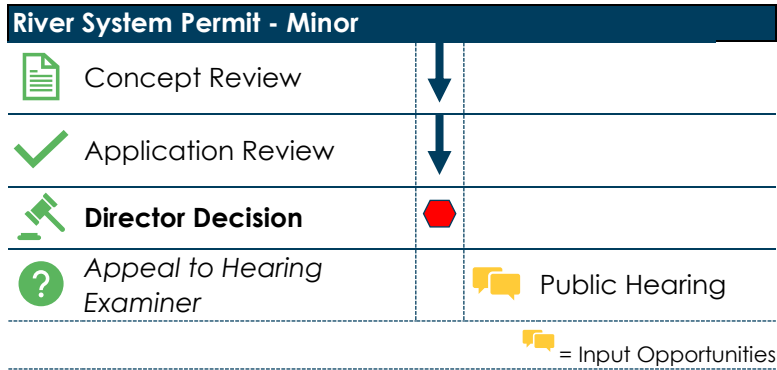 River System Permit - Minor
Concept Review
Application Review
Director Decision
? Appeal to Hearing
Examiner
Public Hearing
= Input Opportunities